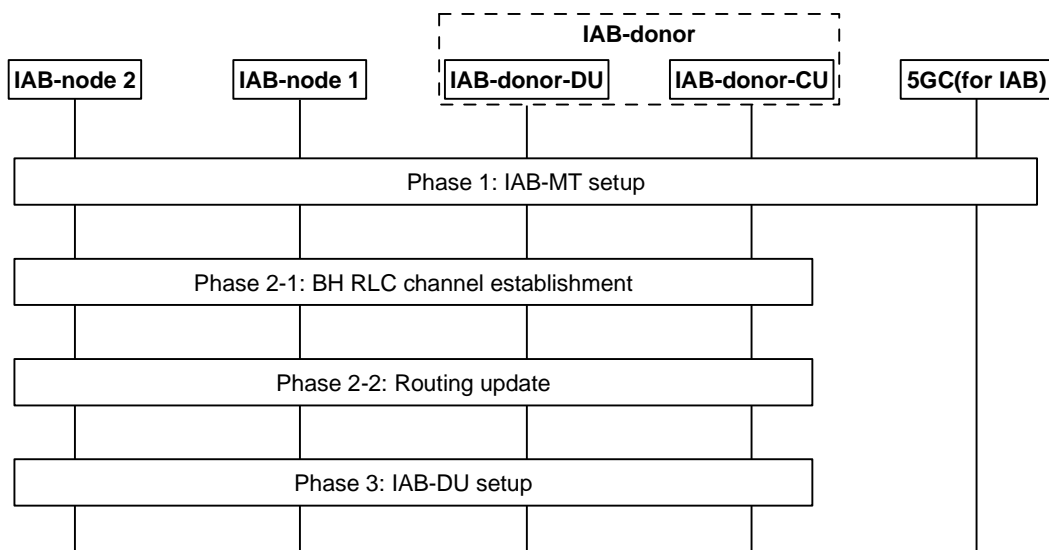 IAB-donor
IAB-node 2
IAB-node 1
IAB-donor-DU
IAB-donor-CU
5GC(for IAB)
Phase 1: IAB-MT setup
Phase 2-1: BH RLC channel establishment
Phase 2-2: Routing update
Phase 3: IAB-DU setup